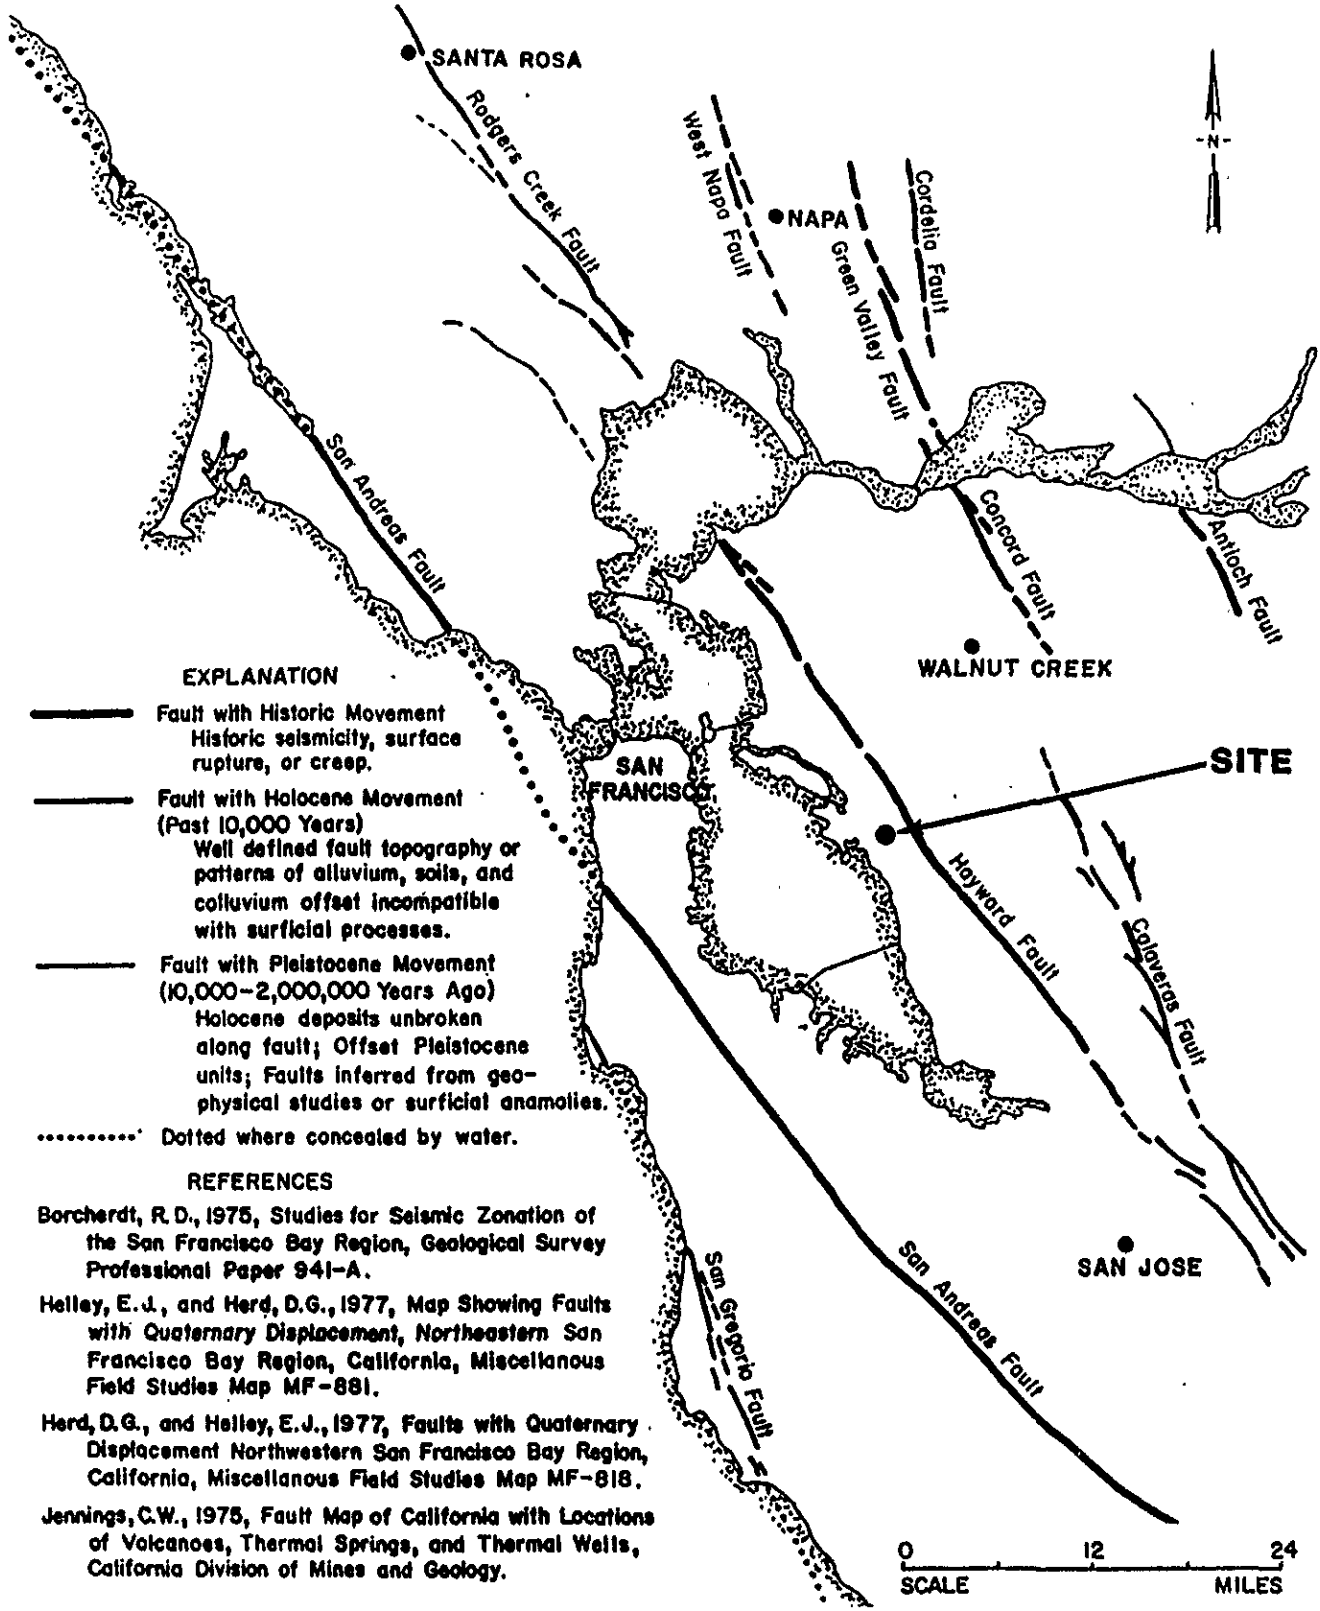 SANTA ROSA
Rodgers Creek Fault
West Napa Fault
NAPA
Green Valley Fault
Cordelia Fault
-N-
San Andreas Fault
Concord Fault
Antioch Fault
WALNUT CREEK
EXPLANATION
Fault with Historic Movement
Historic seismicity, surface
rupture, or creep.
Fault with Holocene Movement
(Past 10,000 Years)
Well defined fault topography or
patterns of alluvium, soils, and
colluvium offset incompatible
with surficial processes.
Fault with Pleistocene Movement
(10,000-2,000,000 Years Ago)
Holocene deposits unbroken
along fault; Offset Pleistocene
units; Faults inferred from geo-
physical studies or surficial anamolies.
Dotted where concealed by water.
SAN
FRANCISCO
SITE
Hayward Fault
Calaveras Fault
REFERENCES
Borcherdt, R.D., 1975, Studies for Seismic Zonation of
the San Francisco Bay Region, Geological Survey
Professional Paper 941-A.
Helley, E.J., and Herd, D.G., 1977, Map Showing Faults
with Quaternary Displacement, Northeastern San
Francisco Bay Region, California, Miscellanous
Field Studies Map MF-881.
Herd, D.G., and Helley, E.J., 1977, Faults with Quaternary
Displacement Northwestern San Francisco Bay Region,
California, Miscellanous Field Studies Map MF-818.
Jennings, C.W., 1975, Fault Map of California with Locations
of Volcanoes, Thermal Springs, and Thermal Wells,
California Division of Mines and Geology.
San Gregorio Fault
San Andreas Fault
SAN JOSE
0 12 24
SCALE MILES